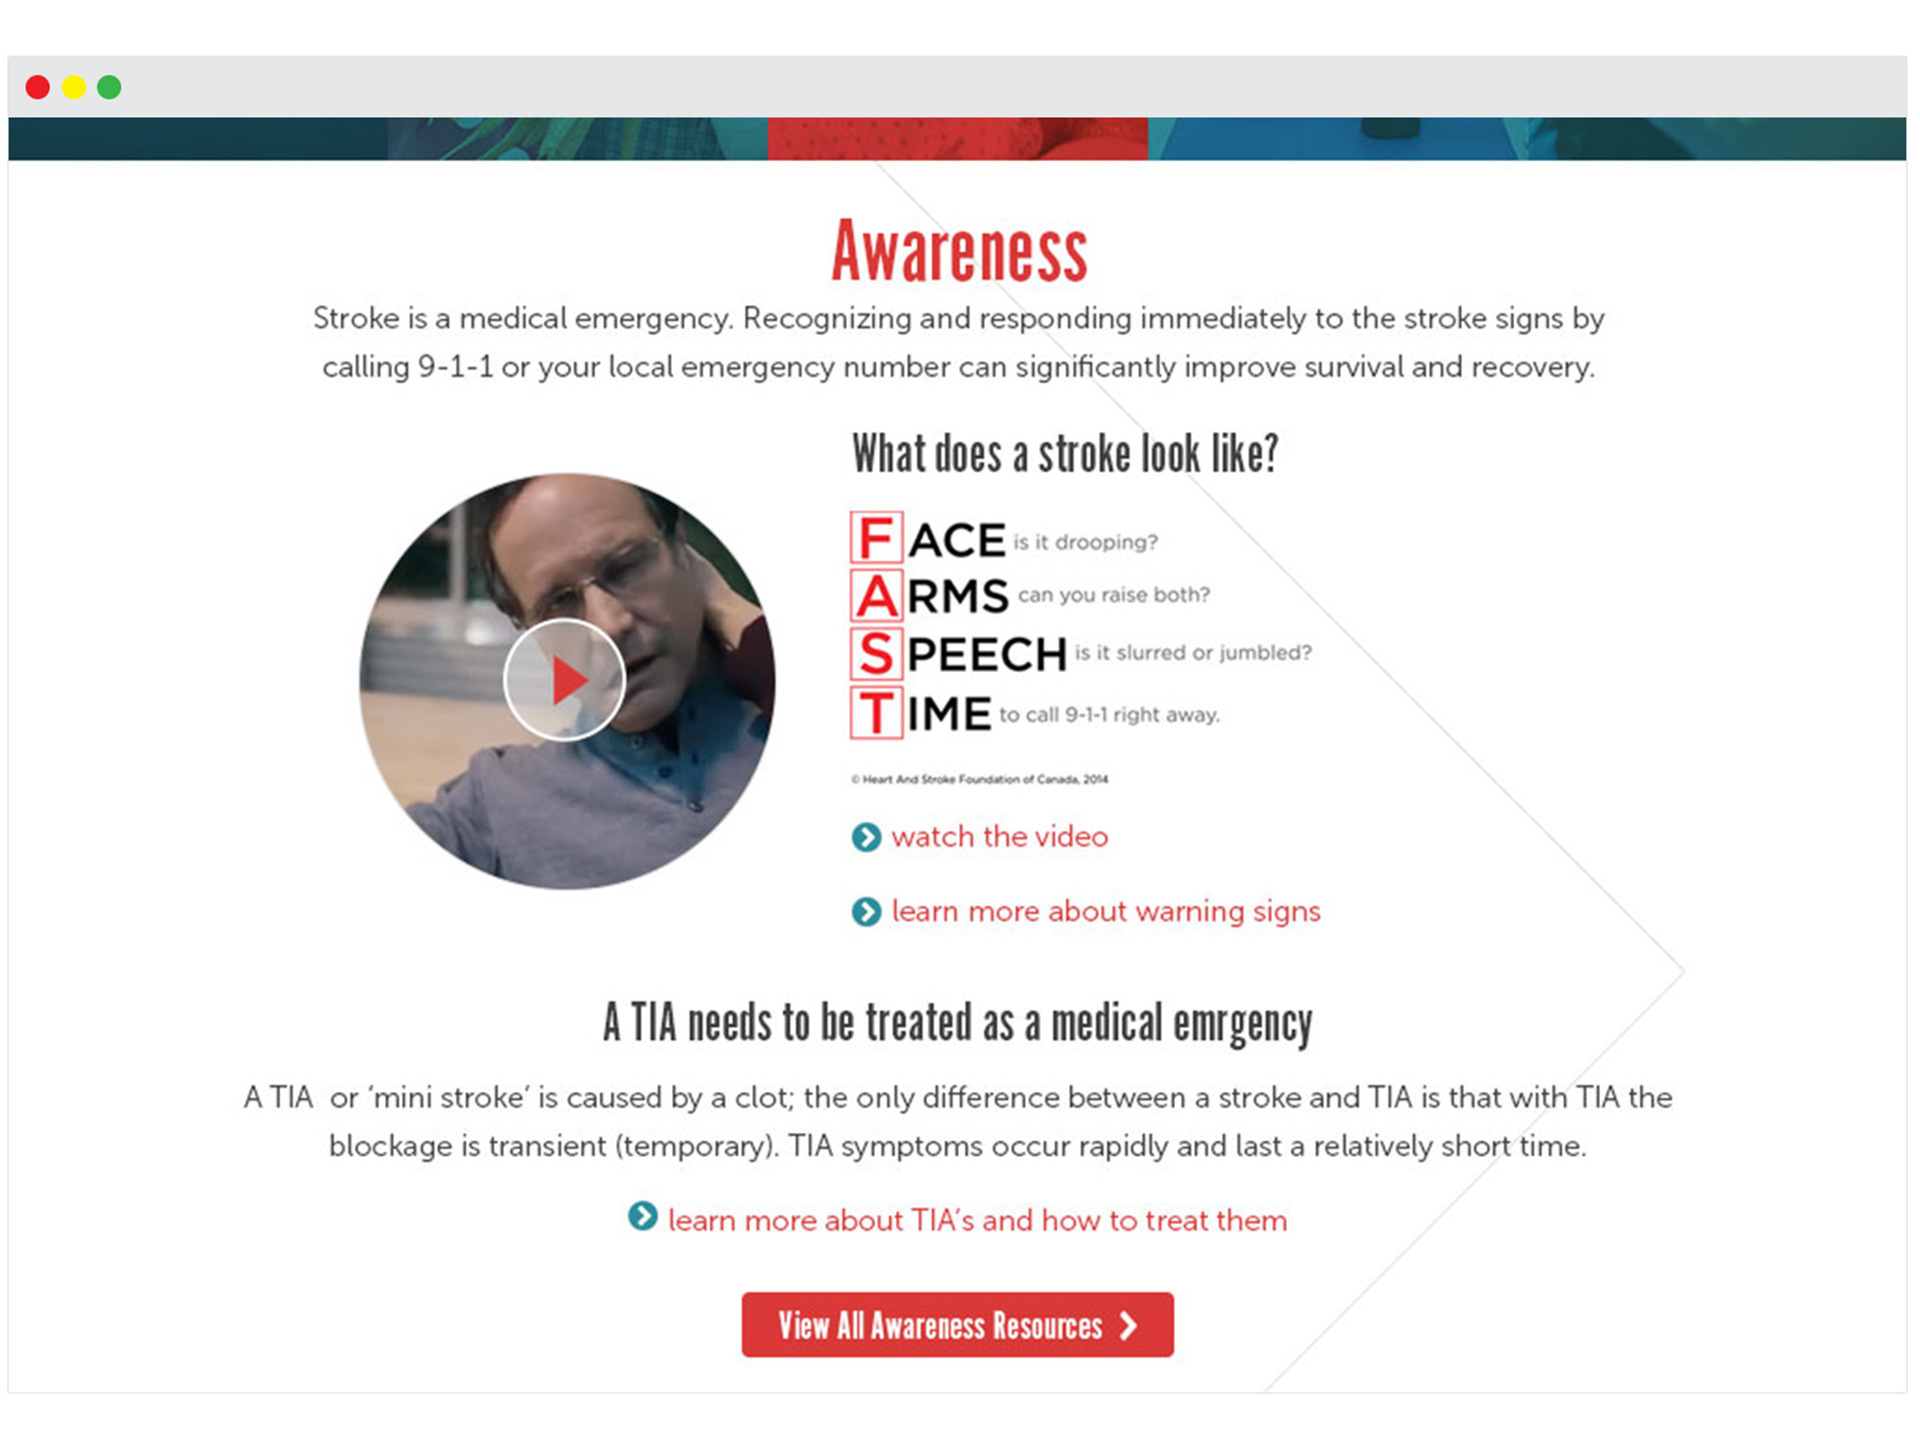 Awareness
Stroke is a medical emergency. Recognizing and responding immediately to the stroke signs by
calling 9-1-1 or your local emergency number can significantly improve survival and recovery.
What does a stroke look like?
FACE is it drooping?
ARMS can you raise both?
SPEECH is it slurred or jumbled?
TIME to call 9-1-1 right away.
© Heart And Stroke Foundation of Canada, 2014
watch the video
learn more about warning signs
A TIA needs to be treated as a medical emrgency
A TIA  or ‘mini stroke’ is caused by a clot; the only difference between a stroke and TIA is that with TIA the
blockage is transient (temporary). TIA symptoms occur rapidly and last a relatively short time.
learn more about TIA’s and how to treat them
View All Awareness Resources